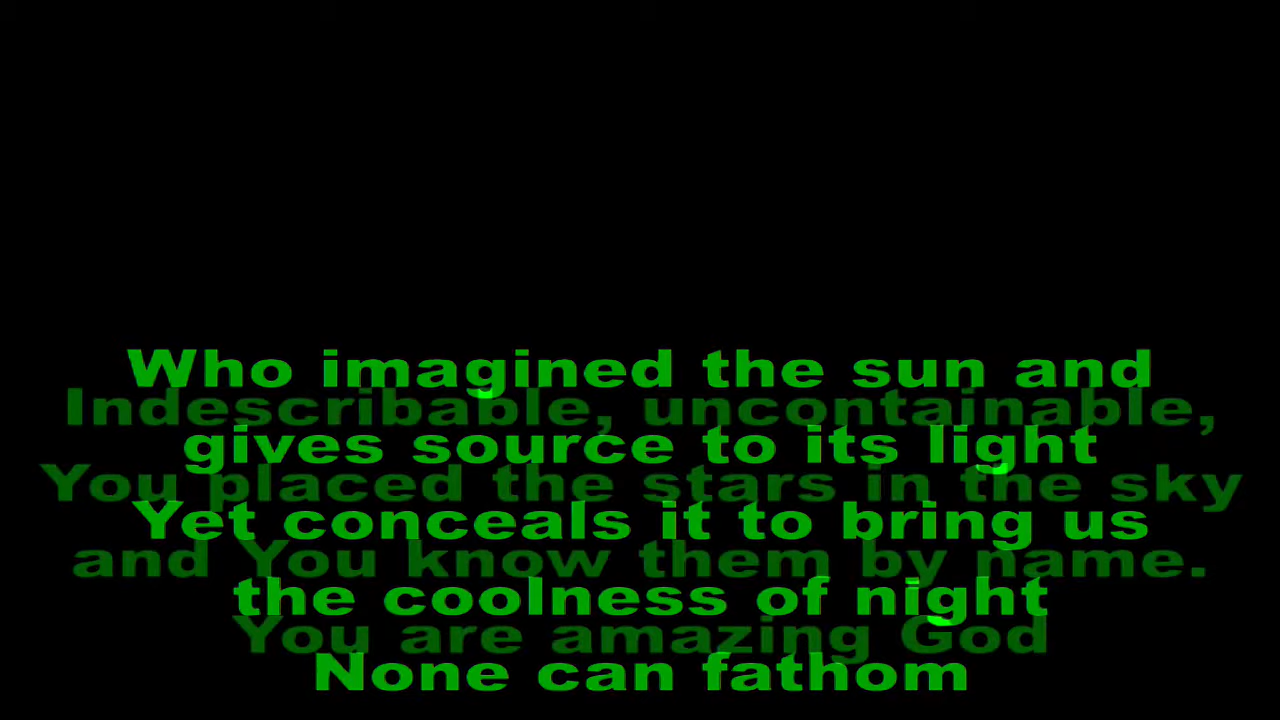 Who imagined the sun and
Indescribable, uncontainable,
gives source to its light
You placed the stars in the sky
Yet conceals it to bring us
and You know them by name.
the coolness of night
You are amazing God
None can fathom